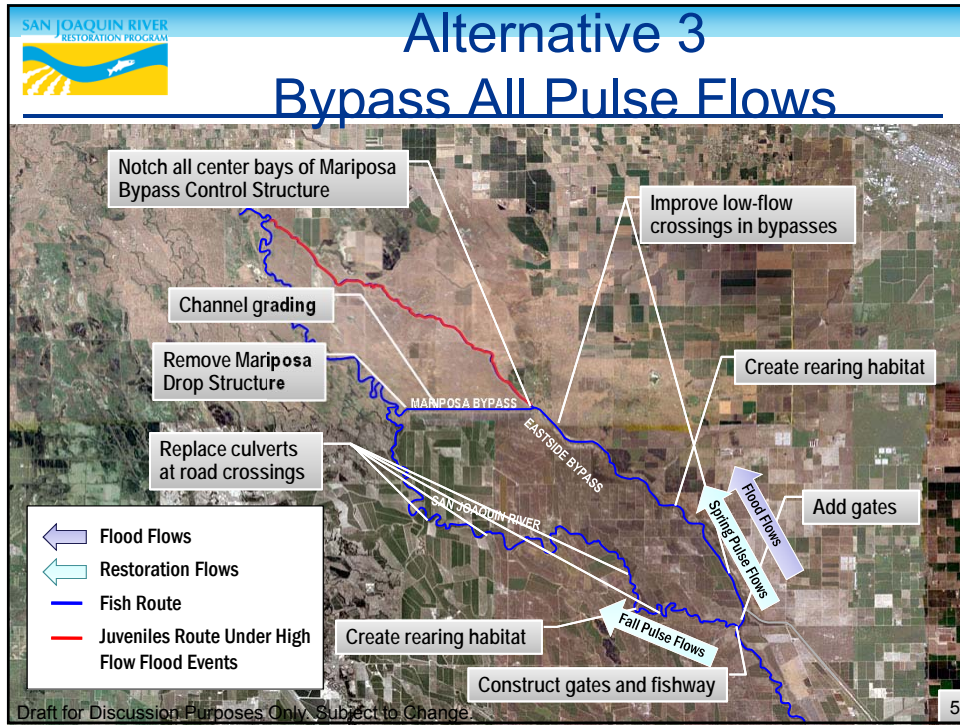 SAN JOAQUIN RIVER
RESTORATION PROGRAM
Alternative 3
Bypass All Pulse Flows
Notch all center bays of Mariposa
Bypass Control Structure
Improve low-flow
crossings in bypasses
Channel grading
Remove Mariposa
Drop Structure
Create rearing habitat
MARIPOSA BYPASS
EASTSIDE BYPASS
Replace culverts
at road crossings
SAN JOAQUIN RIVER
Flood Flows
Spring Pulse Flows
Add gates
Flood Flows
Restoration Flows
Fish Route
Juveniles Route Under High
Flow Flood Events
Create rearing habitat
Fall Pulse Flows
Construct gates and fishway
Draft for Discussion Purposes Only. Subject to Change.
5